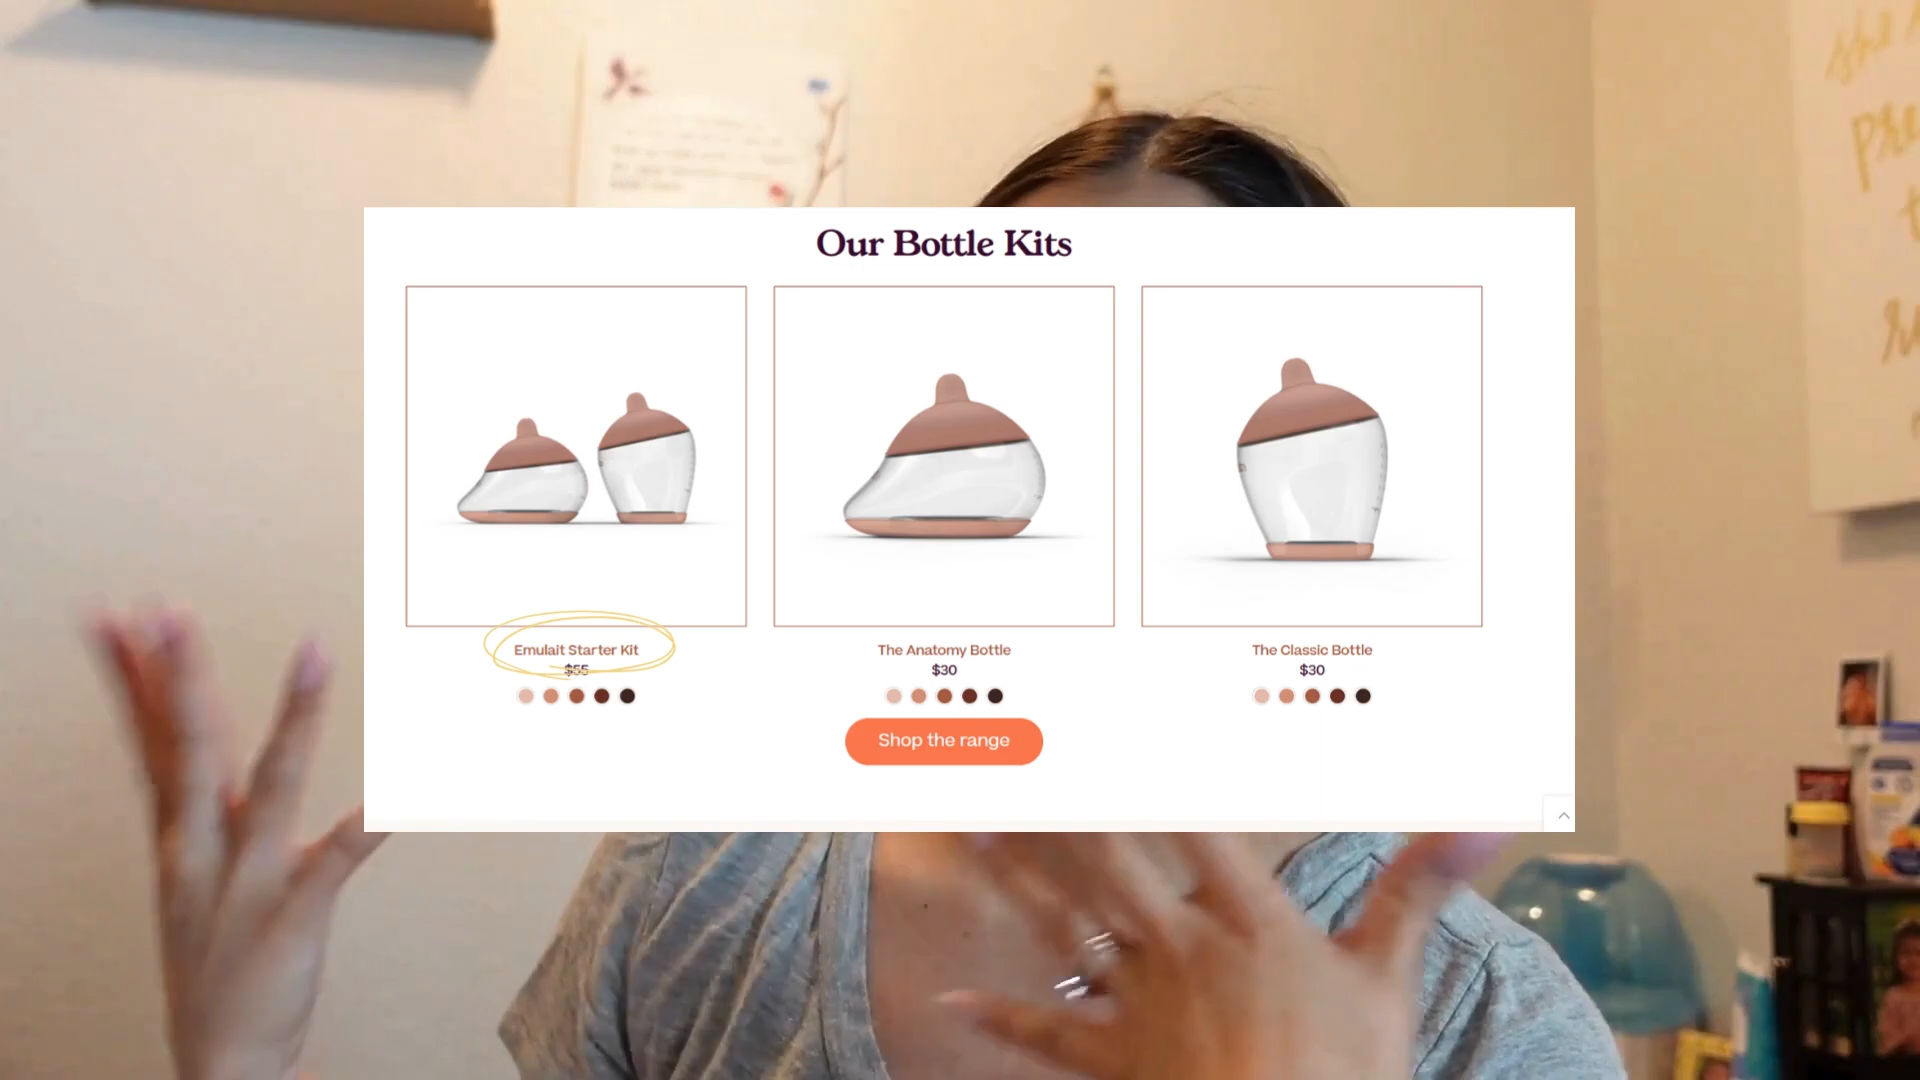 Our Bottle Kits
Emulait Starter Kit
$55
The Anatomy Bottle
$30
The Classic Bottle
$30
Shop the range